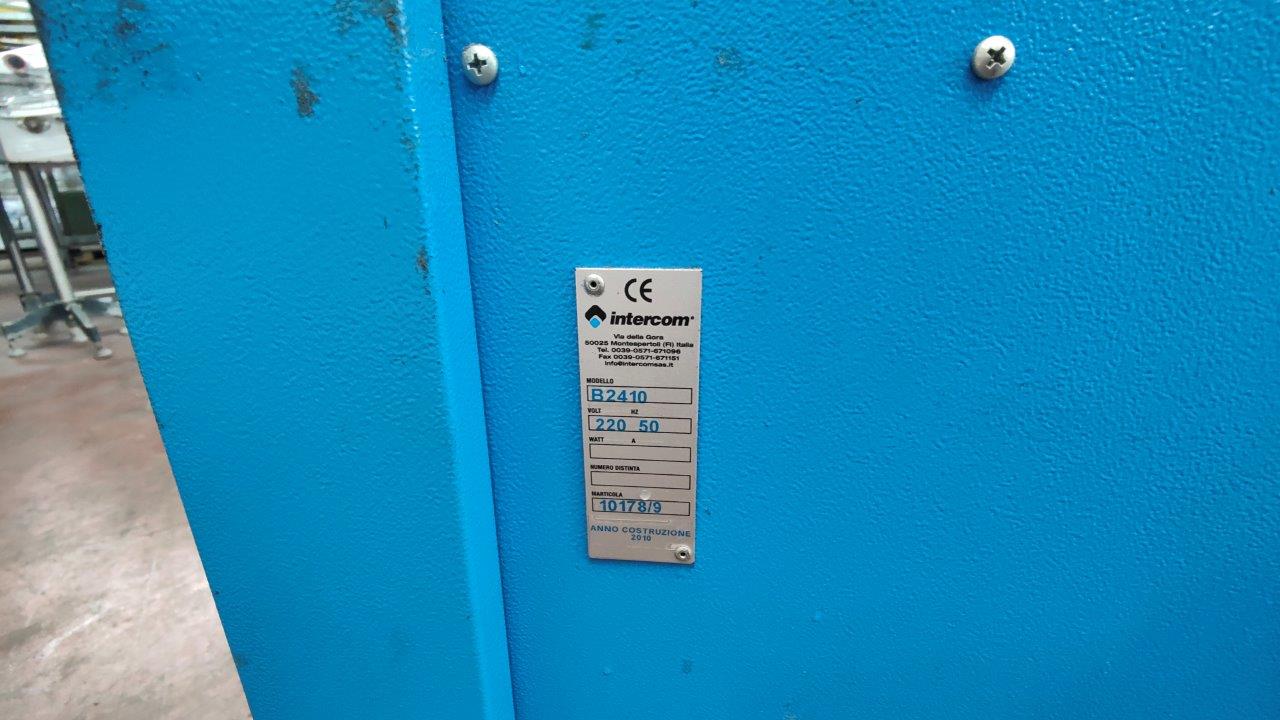 CE
intercom
Via della Gora
50025 Montespertoli (FI) Italia
Tel. 0039-0571-671096
Fax 0039-0571-671151
info@intercomsas.it
MODELLO
B2410
VOLT HZ
220 50
WATT A
NUMERO DISTINTA
MARTICOLA
10178/9
ANNO COSTRUZIONE
2010